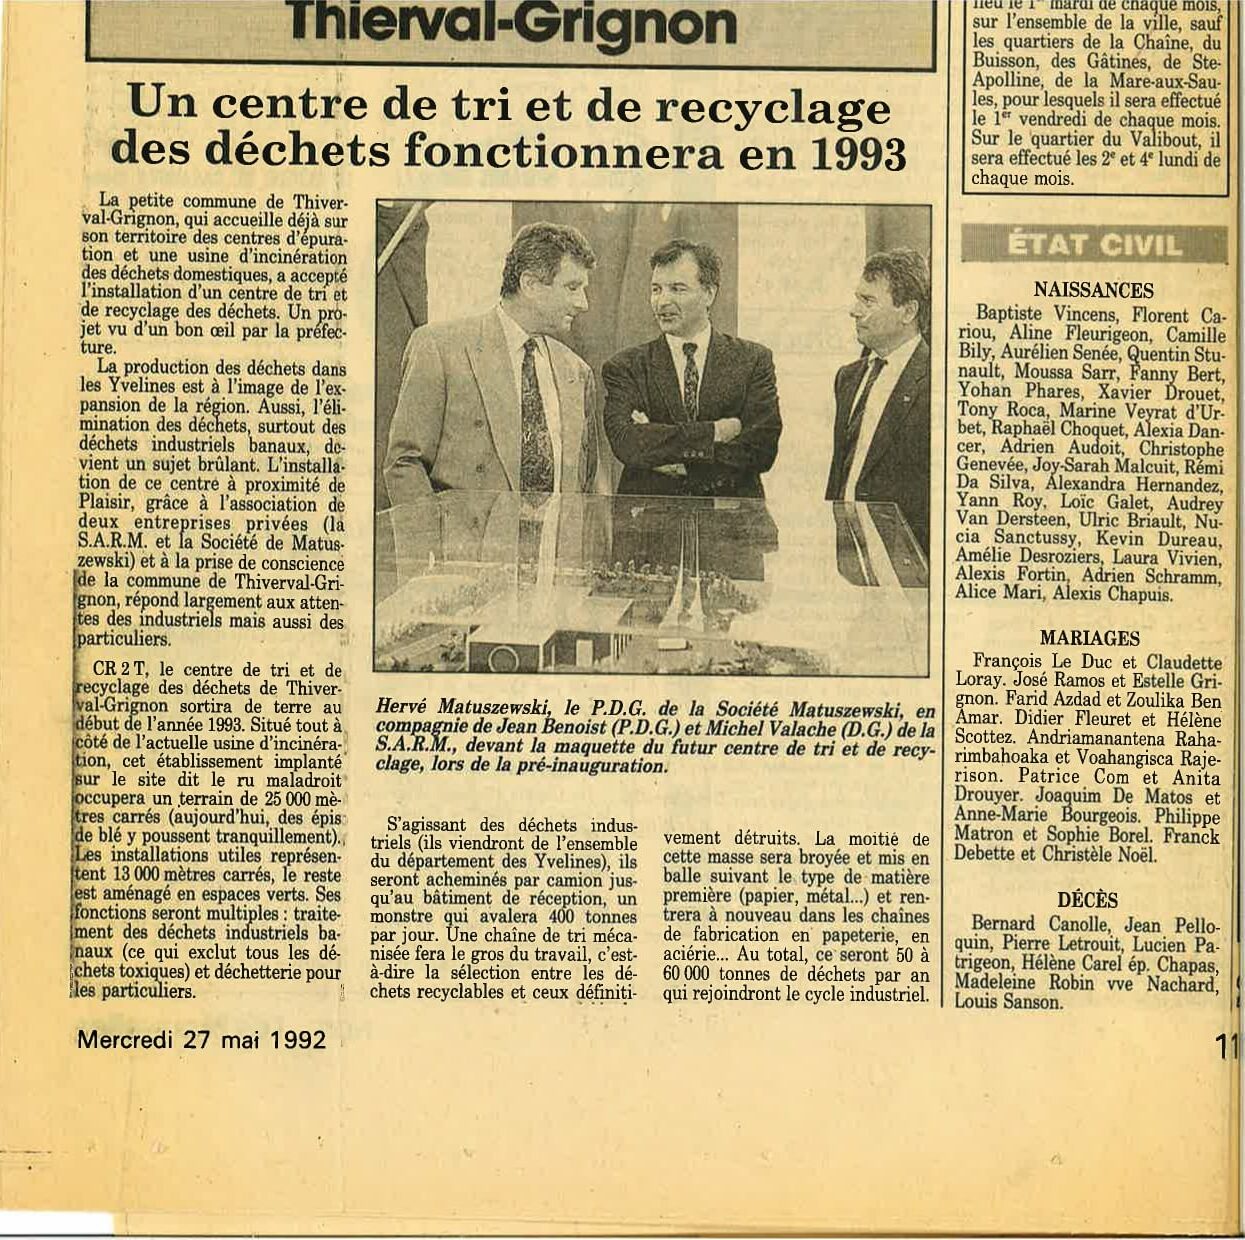 Thierval-Grignon
Un centre de tri et de recyclage
des déchets fonctionnera en 1993
La petite commune de Thiver-
val-Grignon, qui accueille déjà sur
son territoire des centres d'épura-
tion et une usine d'incinération
des déchets domestiques, a accepté
l'installation d'un centre de tri et
de recyclage des déchets. Un pro-
jet vu d'un bon œil par la préfec-
ture.
La production des déchets dans
les Yvelines est à l'image de l'ex-
pansion de la région. Aussi, l'éli-
mination des déchets, surtout des
déchets industriels banaux, de-
vient un sujet brûlant. L'installa-
tion de ce centre à proximité de
Plaisir, grâce à l'association de
deux entreprises privées (la
S.A.R.M. et la Société de Matus-
zewski) et à la prise de conscience
de la commune de Thiverval-Gri-
gnon, répond largement aux atten-
tes des industriels mais aussi des
particuliers.
CR2T, le centre de tri et de
recyclage des déchets de Thiver-
val-Grignon sortira de terre au
début de l'année 1993. Situé tout à
côté de l'actuelle usine d'incinéra-
tion, cet établissement implanté
sur le site dit le ru maladroit
occupera un terrain de 25 000 mè-
tres carrés (aujourd'hui, des épis
de blé y poussent tranquillement).
Les installations utiles représen-
tent 13 000 mètres carrés, le reste
est aménagé en espaces verts. Ses
fonctions seront multiples : traite-
ment des déchets industriels ba-
naux (ce qui exclut tous les dé-
chets toxiques) et déchetterie pour
les particuliers.
Hervé Matuszewski, le P.D.G. de la Société Matuszewski, en
compagnie de Jean Benoist (P.D.G.) et Michel Valache (D.G.) de la
S.A.R.M., devant la maquette du futur centre de tri et de recy-
clage, lors de la pré-inauguration.
S'agissant des déchets indus-
triels (ils viendront de l'ensemble
du département des Yvelines), ils
seront acheminés par camion jus-
qu'au bâtiment de réception, un
monstre qui avalera 400 tonnes
par jour. Une chaîne de tri méca-
nisée fera le gros du travail, c'est-
à-dire la sélection entre les dé-
chets recyclables et ceux définiti-
vement détruits. La moitié de
cette masse sera broyée et mis en
balle suivant le type de matière
première (papier, métal...) et ren-
trera à nouveau dans les chaînes
de fabrication en papeterie, en
aciérie... Au total, ce seront 50 à
60 000 tonnes de déchets par an
qui rejoindront le cycle industriel.
lieu le 1er mardi de chaque mois,
sur l'ensemble de la ville, sauf
les quartiers de la Chaîne, du
Buisson, des Gâtines, de Ste-
Apolline, de la Mare-aux-Sau-
les, pour lesquels il sera effectué
le 1er vendredi de chaque mois.
Sur le quartier du Valibout, il
sera effectué les 2e et 4e lundi de
chaque mois.
ÉTAT CIVIL
NAISSANCES
Baptiste Vincens, Florent Ca-
riou, Aline Fleurigeon, Camille
Bily, Aurélien Senée, Quentin Stu-
nault, Moussa Sarr, Fanny Bert,
Yohan Phares, Xavier Drouet,
Tony Roca, Marine Veyrat d'Ur-
bet, Raphaël Choquet, Alexia Dan-
cer, Adrien Audoit, Christophe
Genevée, Joy-Sarah Malcuit, Rémi
Da Silva, Alexandra Hernandez,
Yann Roy, Loïc Galet, Audrey
Van Dersteen, Ulric Briault, Nu-
cia Sanctussy, Kevin Dureau,
Amélie Desroziers, Laura Vivien,
Alexis Fortin, Adrien Schramm,
Alice Mari, Alexis Chapuis.
MARIAGES
François Le Duc et Claudette
Loray. José Ramos et Estelle Gri-
gnon. Farid Azdad et Zoulika Ben
Amar. Didier Fleuret et Hélène
Scottez. Andriamanantena Raha-
rimbahoaka et Voahangisca Raje-
rison. Patrice Com et Anita
Drouyer. Joaquim De Matos et
Anne-Marie Bourgeois. Philippe
Matron et Sophie Borel. Franck
Debette et Christèle Noël.
DÉCÈS
Bernard Canolle, Jean Pello-
quin, Pierre Letrouit, Lucien Pa-
trigeon, Hélène Carel ép. Chapas,
Madeleine Robin vve Nachard,
Louis Sanson.
Mercredi 27 mai 1992
11